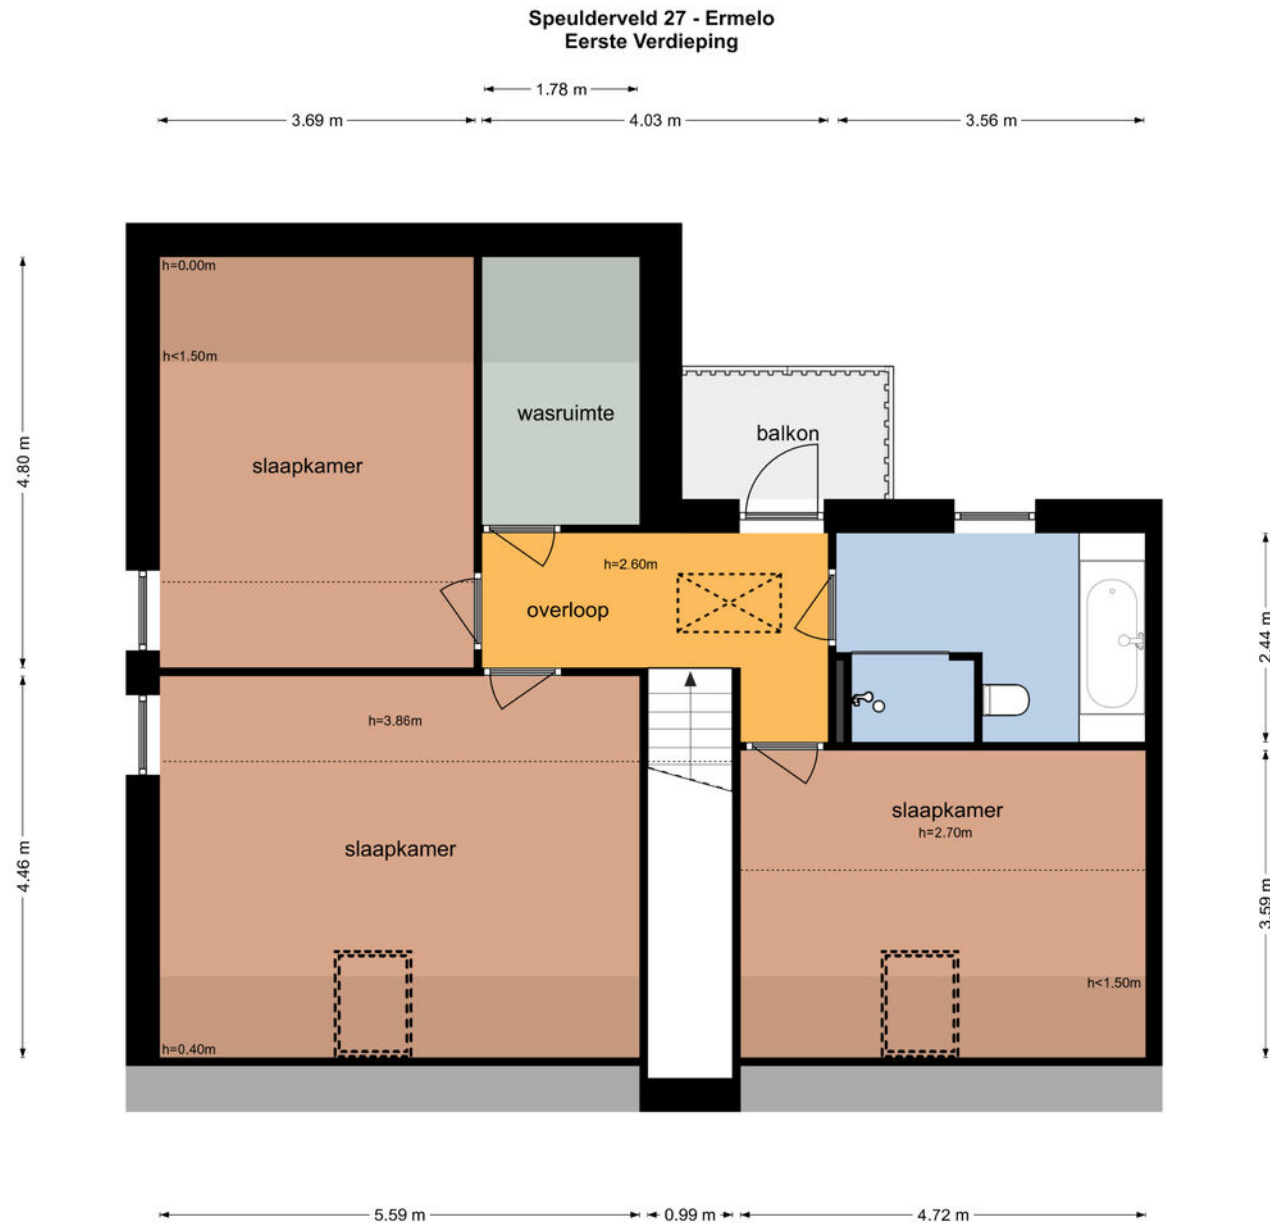 Speulderveld 27 - Ermelo
Eerste Verdieping
1.78 m
3.69 m
4.03 m
3.56 m
h=0.00m
h<1.50m
wasruimte
balkon
slaapkamer
4.80 m
h=2.60m
overloop
2.44 m
h=3.86m
slaapkamer
h=2.70m
slaapkamer
4.46 m
3.59 m
h<1.50m
h=0.40m
5.59 m
0.99 m
4.72 m